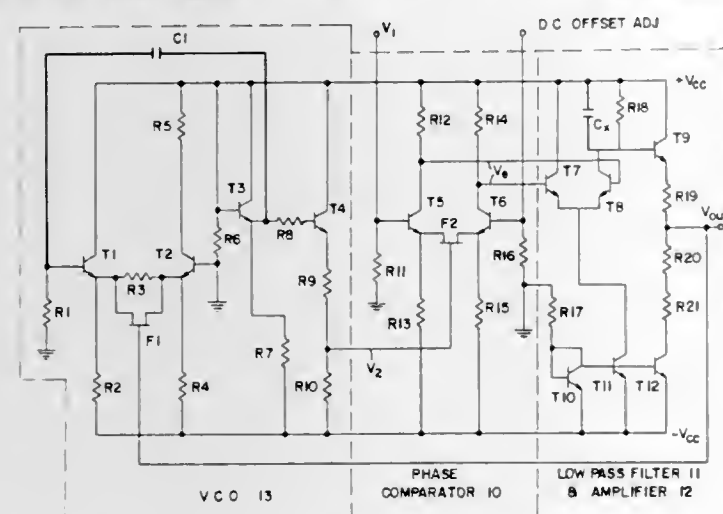 C1
V1
D C OFFSET ADJ
+Vcc
R5
R12
R14
Cx
R18
T9
T3
T4
Ve
T7
T8
R19
Vout
T1
T2
R6
R8
T5
F2
T6
R3
R9
R11
R16
R20
R1
F1
R13
R15
R17
R21
R2
R4
R7
R10
V2
T10
T11
T12
-Vcc
V C O 13
PHASE
COMPARATOR 10
LOW PASS FILTER 11
& AMPLIFIER 12